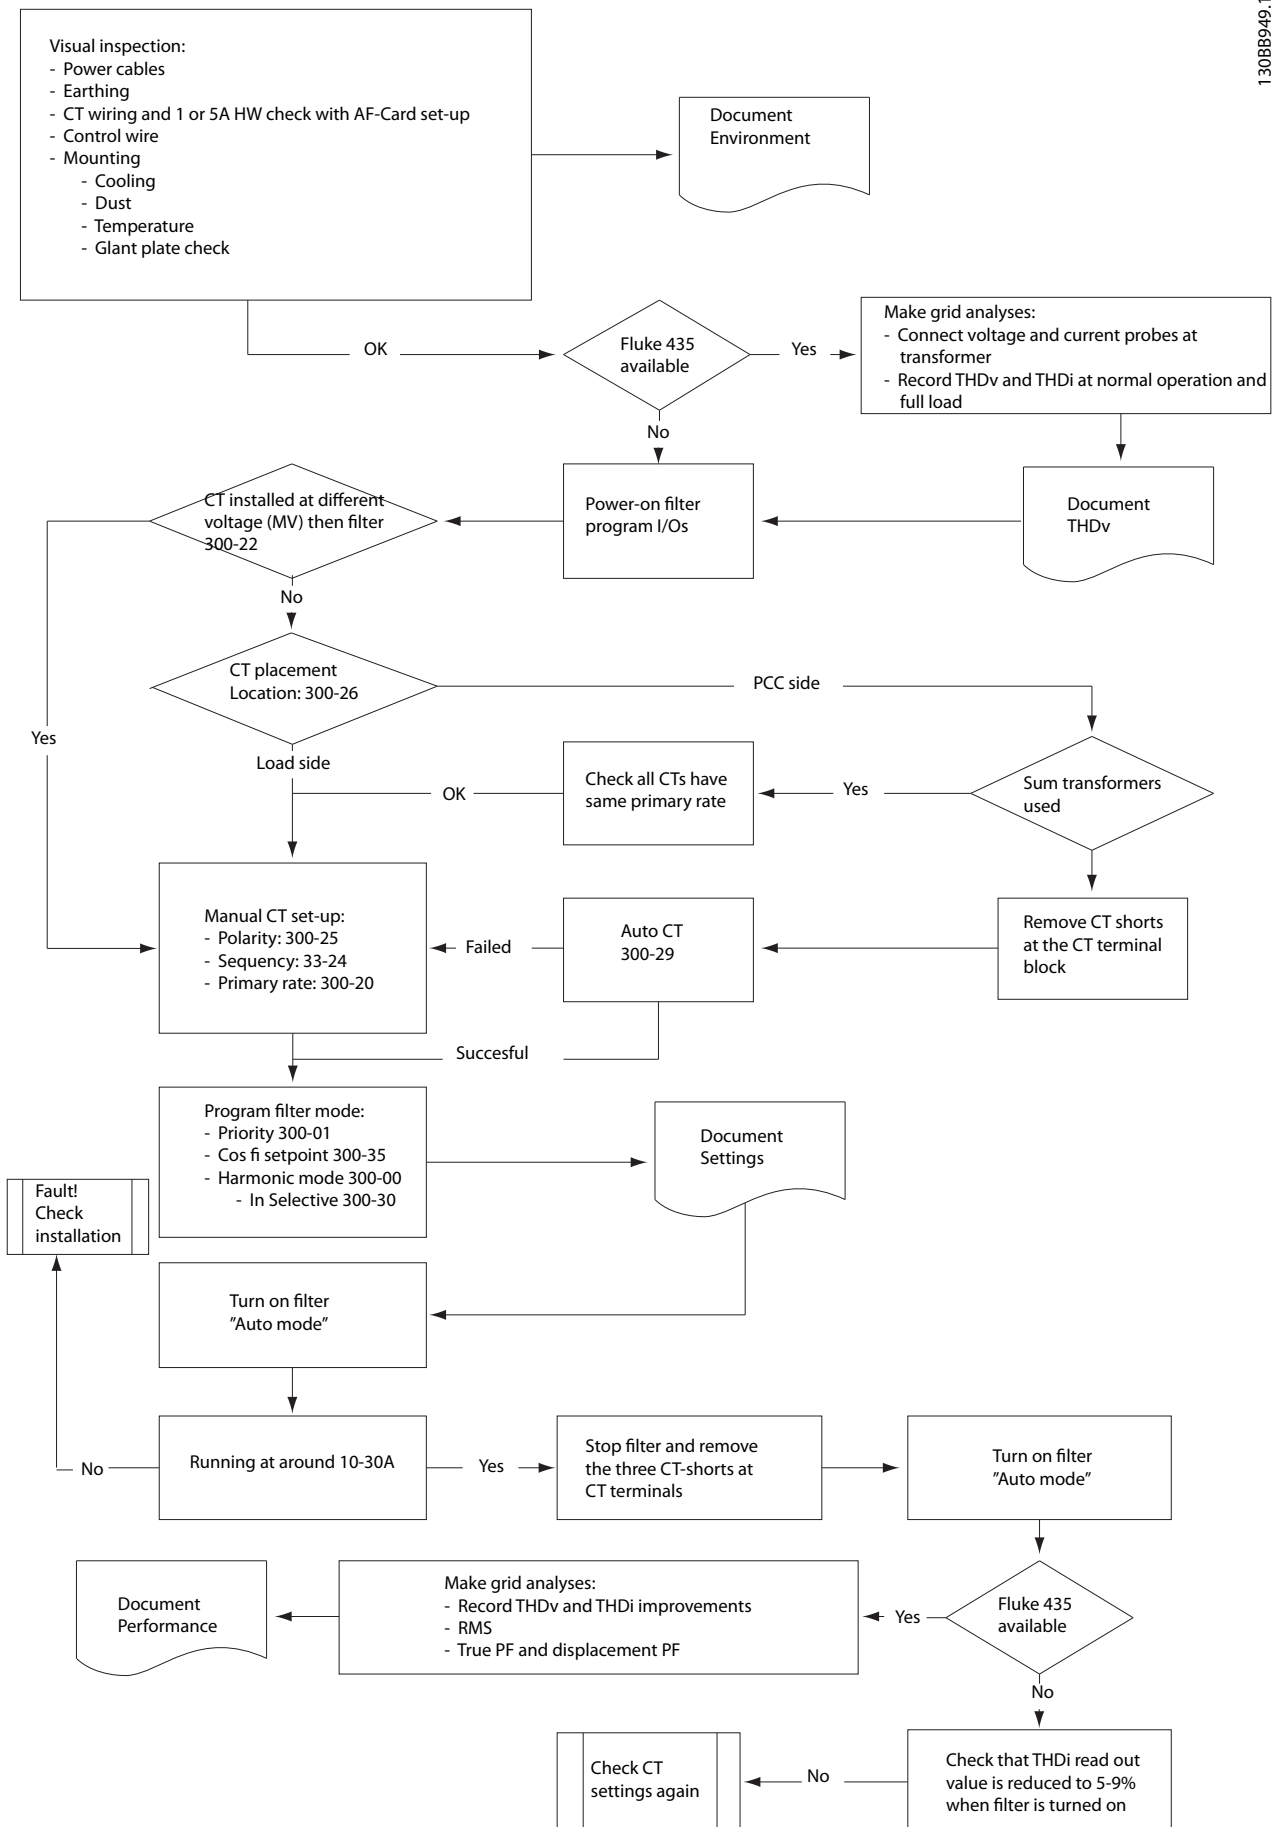 130BB949.1
Visual inspection:
- Power cables
- Earthing
- CT wiring and 1 or 5A HW check with AF-Card set-up
- Control wire
- Mounting
- Cooling
- Dust
- Temperature
- Glant plate check
Document
Environment
OK
Fluke 435
available
Yes
Make grid analyses:
- Connect voltage and current probes at
transformer
- Record THDv and THDi at normal operation and
full load
No
CT installed at different
voltage (MV) then filter
300-22
Power-on filter
program I/Os
Document
THDv
No
CT placement
Location: 300-26
PCC side
Yes
Load side
OK
Check all CTs have
same primary rate
Yes
Sum transformers
used
Manual CT set-up:
- Polarity: 300-25
- Sequency: 33-24
- Primary rate: 300-20
Failed
Auto CT
300-29
Remove CT shorts
at the CT terminal
block
Succesful
Program filter mode:
- Priority 300-01
- Cos fi setpoint 300-35
- Harmonic mode 300-00
- In Selective 300-30
Document
Settings
Fault!
Check
installation
Turn on filter
"Auto mode"
No
Running at around 10-30A
Yes
Stop filter and remove
the three CT-shorts at
CT terminals
Turn on filter
"Auto mode"
Document
Performance
Make grid analyses:
- Record THDv and THDi improvements
- RMS
- True PF and displacement PF
Yes
Fluke 435
available
No
Check CT
settings again
No
Check that THDi read out
value is reduced to 5-9%
when filter is turned on